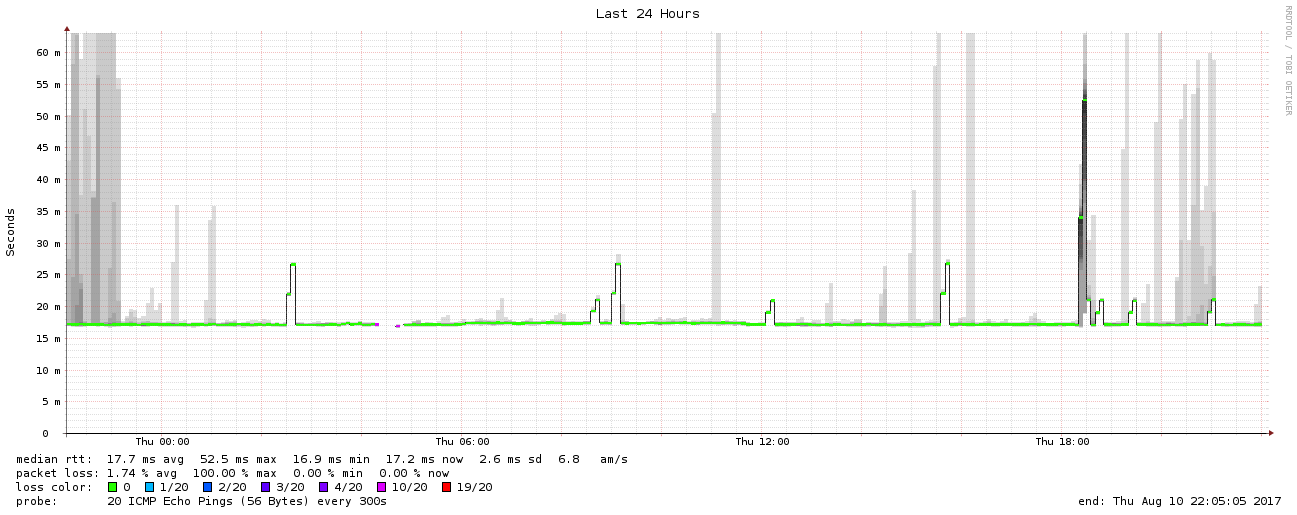 Last 24 Hours
RRDTOOL / TOBI OETIKER
Seconds
60 m
55 m
50 m
45 m
40 m
35 m
30 m
25 m
20 m
15 m
10 m
5 m
0
Thu 00:00 Thu 06:00 Thu 12:00 Thu 18:00
median rtt: 17.7 ms avg 52.5 ms max 16.9 ms min 17.2 ms now 2.6 ms sd 6.8 am/s
packet loss: 1.74 % avg 100.00 % max 0.00 % min 0.00 % now
loss color: 0 1/20 2/20 3/20 4/20 10/20 19/20
probe: 20 ICMP Echo Pings (56 Bytes) every 300s end: Thu Aug 10 22:05:05 2017